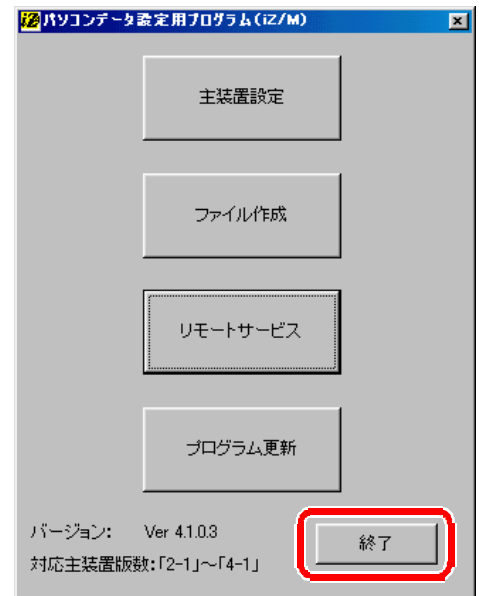 iZ パソコンデータ設定用プログラム(iZ/M)
主装置設定
ファイル作成
リモートサービス
プログラム更新
バージョン: Ver 4.1.0.3
終了
対応主装置版数:「2-1」～「4-1」